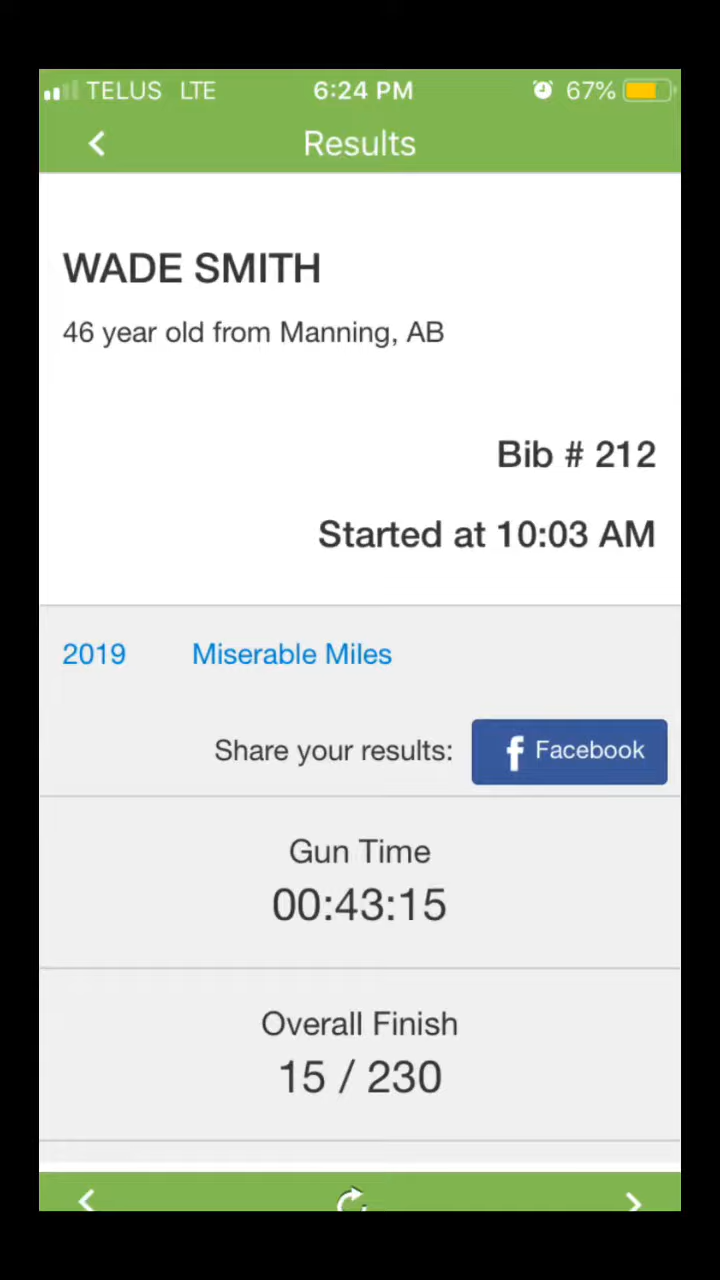 TELUS LTE 6:24 PM 67%
Results
WADE SMITH
46 year old from Manning, AB
Bib # 212
Started at 10:03 AM
2019 Miserable Miles
Share your results: f Facebook
Gun Time
00:43:15
Overall Finish
15 / 230